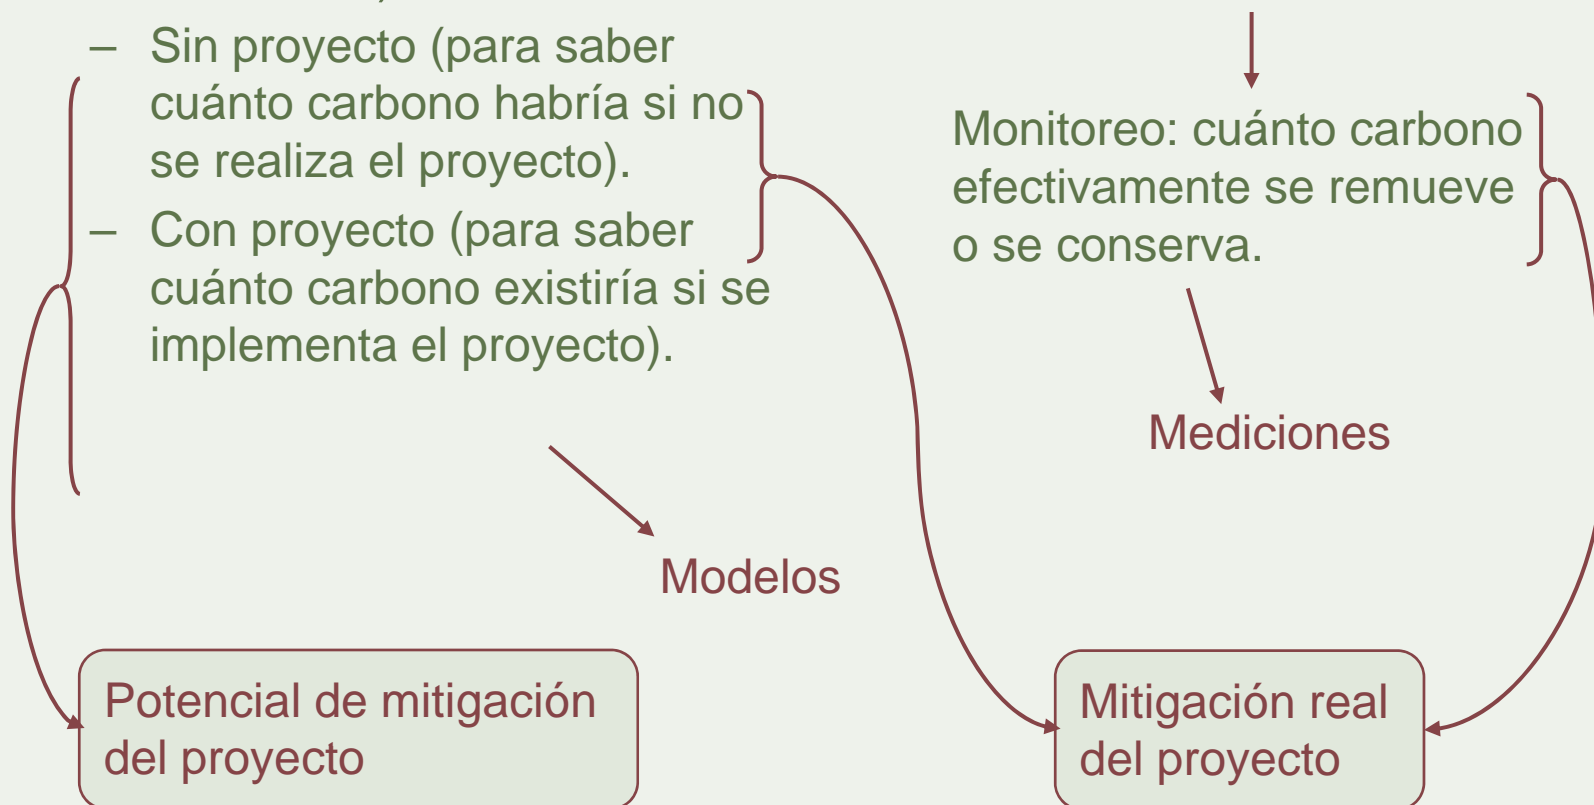 – Sin proyecto (para saber
cuánto carbono habría si no
se realiza el proyecto).
– Con proyecto (para saber
cuánto carbono existiría si se
implementa el proyecto).
Modelos
Monitoreo: cuánto carbono
efectivamente se remueve
o se conserva.
Mediciones
Potencial de mitigación
del proyecto
Mitigación real
del proyecto